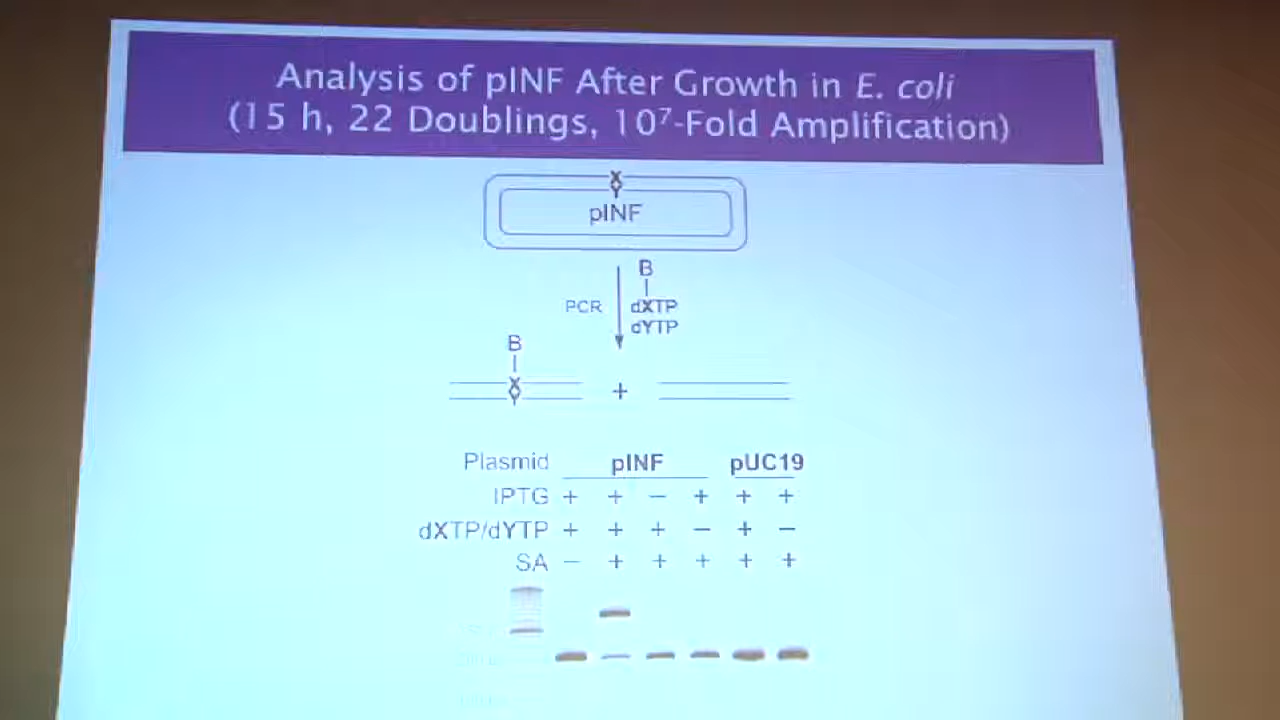 Analysis of pINF After Growth in E. coli
(15 h, 22 Doublings, 10⁷-Fold Amplification)
X
Y
pINF
B
PCR
dXTP
dYTP
B
X
Y
+
Plasmid pINF pUC19
IPTG + + − + + +
dXTP/dYTP + + + − + −
SA − + + + + +